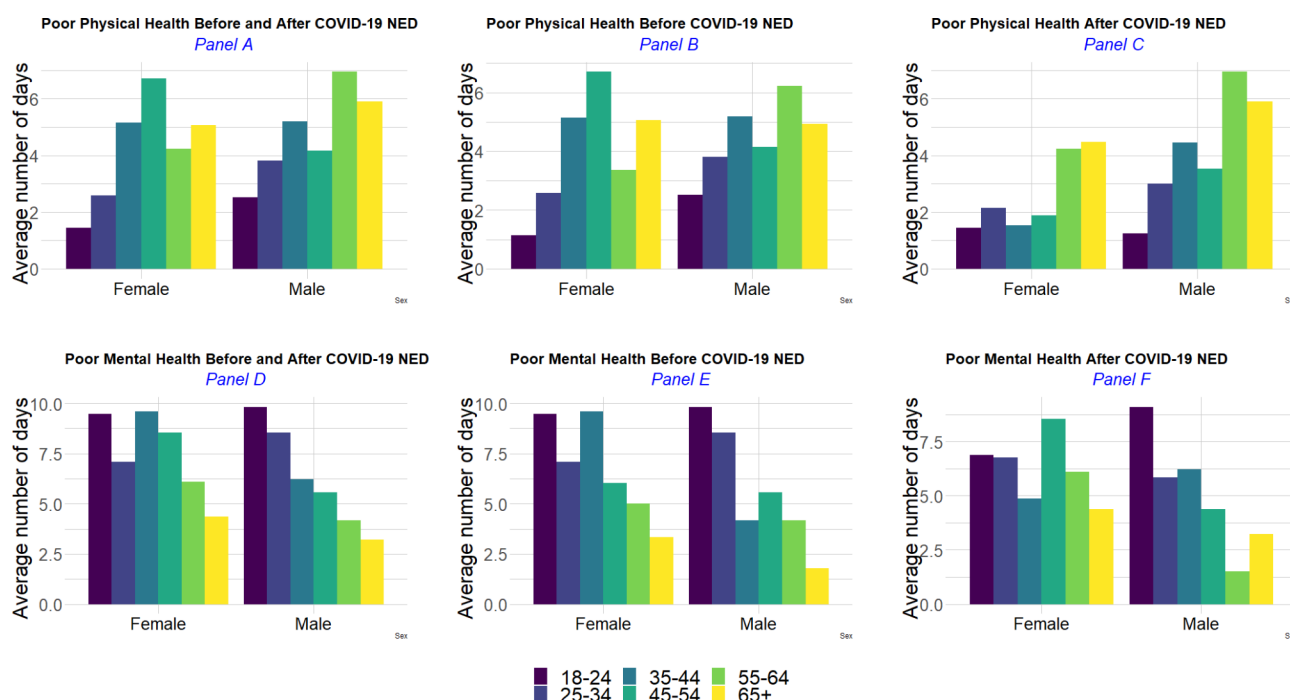 Poor Physical Health Before and After COVID-19 NED
Panel A
Average number of days
6
4
2
0
Female
Male
Sex
Poor Physical Health Before COVID-19 NED
Panel B
Average number of days
6
4
2
0
Female
Male
Sex
Poor Physical Health After COVID-19 NED
Panel C
Average number of days
6
4
2
0
Female
Male
S
Poor Mental Health Before and After COVID-19 NED
Panel D
Average number of days
10.0
7.5
5.0
2.5
0.0
Female
Male
Sex
Poor Mental Health Before COVID-19 NED
Panel E
Average number of days
10.0
7.5
5.0
2.5
0.0
Female
Male
Sex
Poor Mental Health After COVID-19 NED
Panel F
Average number of days
7.5
5.0
2.5
0.0
Female
Male
S
18-24 35-44 55-64
25-34 45-54 65+